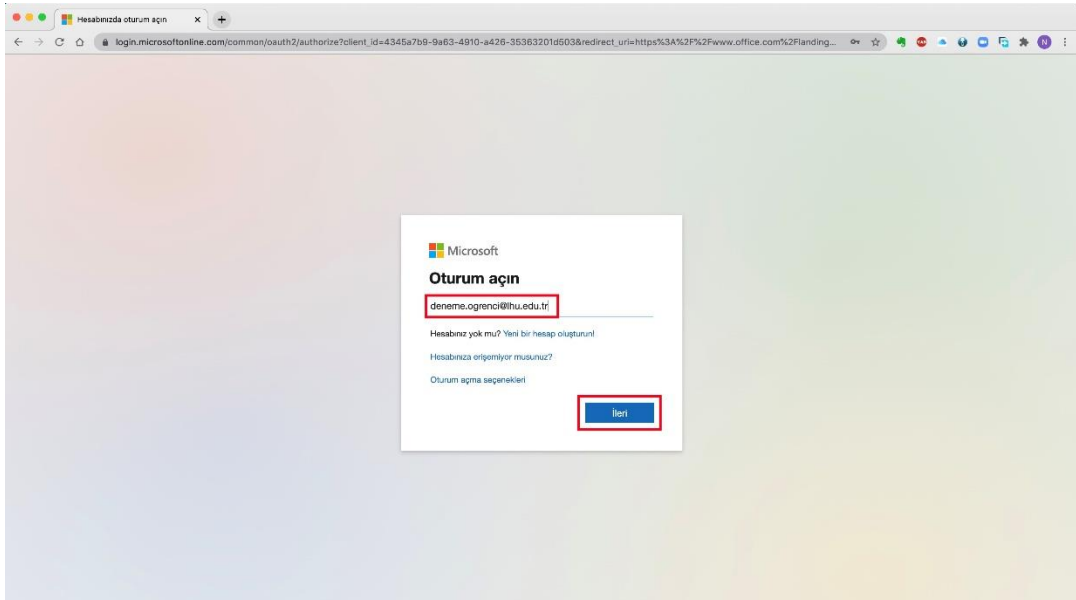 Hesabınızda oturum açın
login.microsoftonline.com/common/oauth2/authorize?client_id=4345a7b9-9a63-4910-a426-35363201d503&redirect_uri=https%3A%2F%2Fwww.office.com%2Flanding...
N
Microsoft
Oturum açın
deneme.ogrenci@lhu.edu.tr
Hesabınız yok mu? Yeni bir hesap oluşturun!
Hesabınıza erişemiyor musunuz?
Oturum açma seçenekleri
İleri